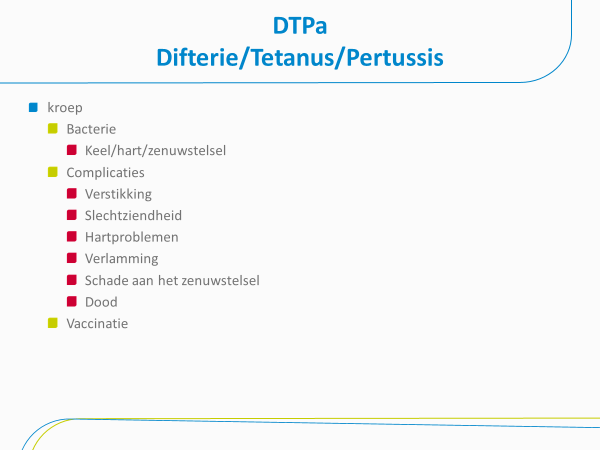 DTPa
Difterie/Tetanus/Pertussis
kroep
Bacterie
Keel/hart/zenuwstelsel
Complicaties
Verstikking
Slechtziendheid
Hartproblemen
Verlamming
Schade aan het zenuwstelsel
Dood
Vaccinatie